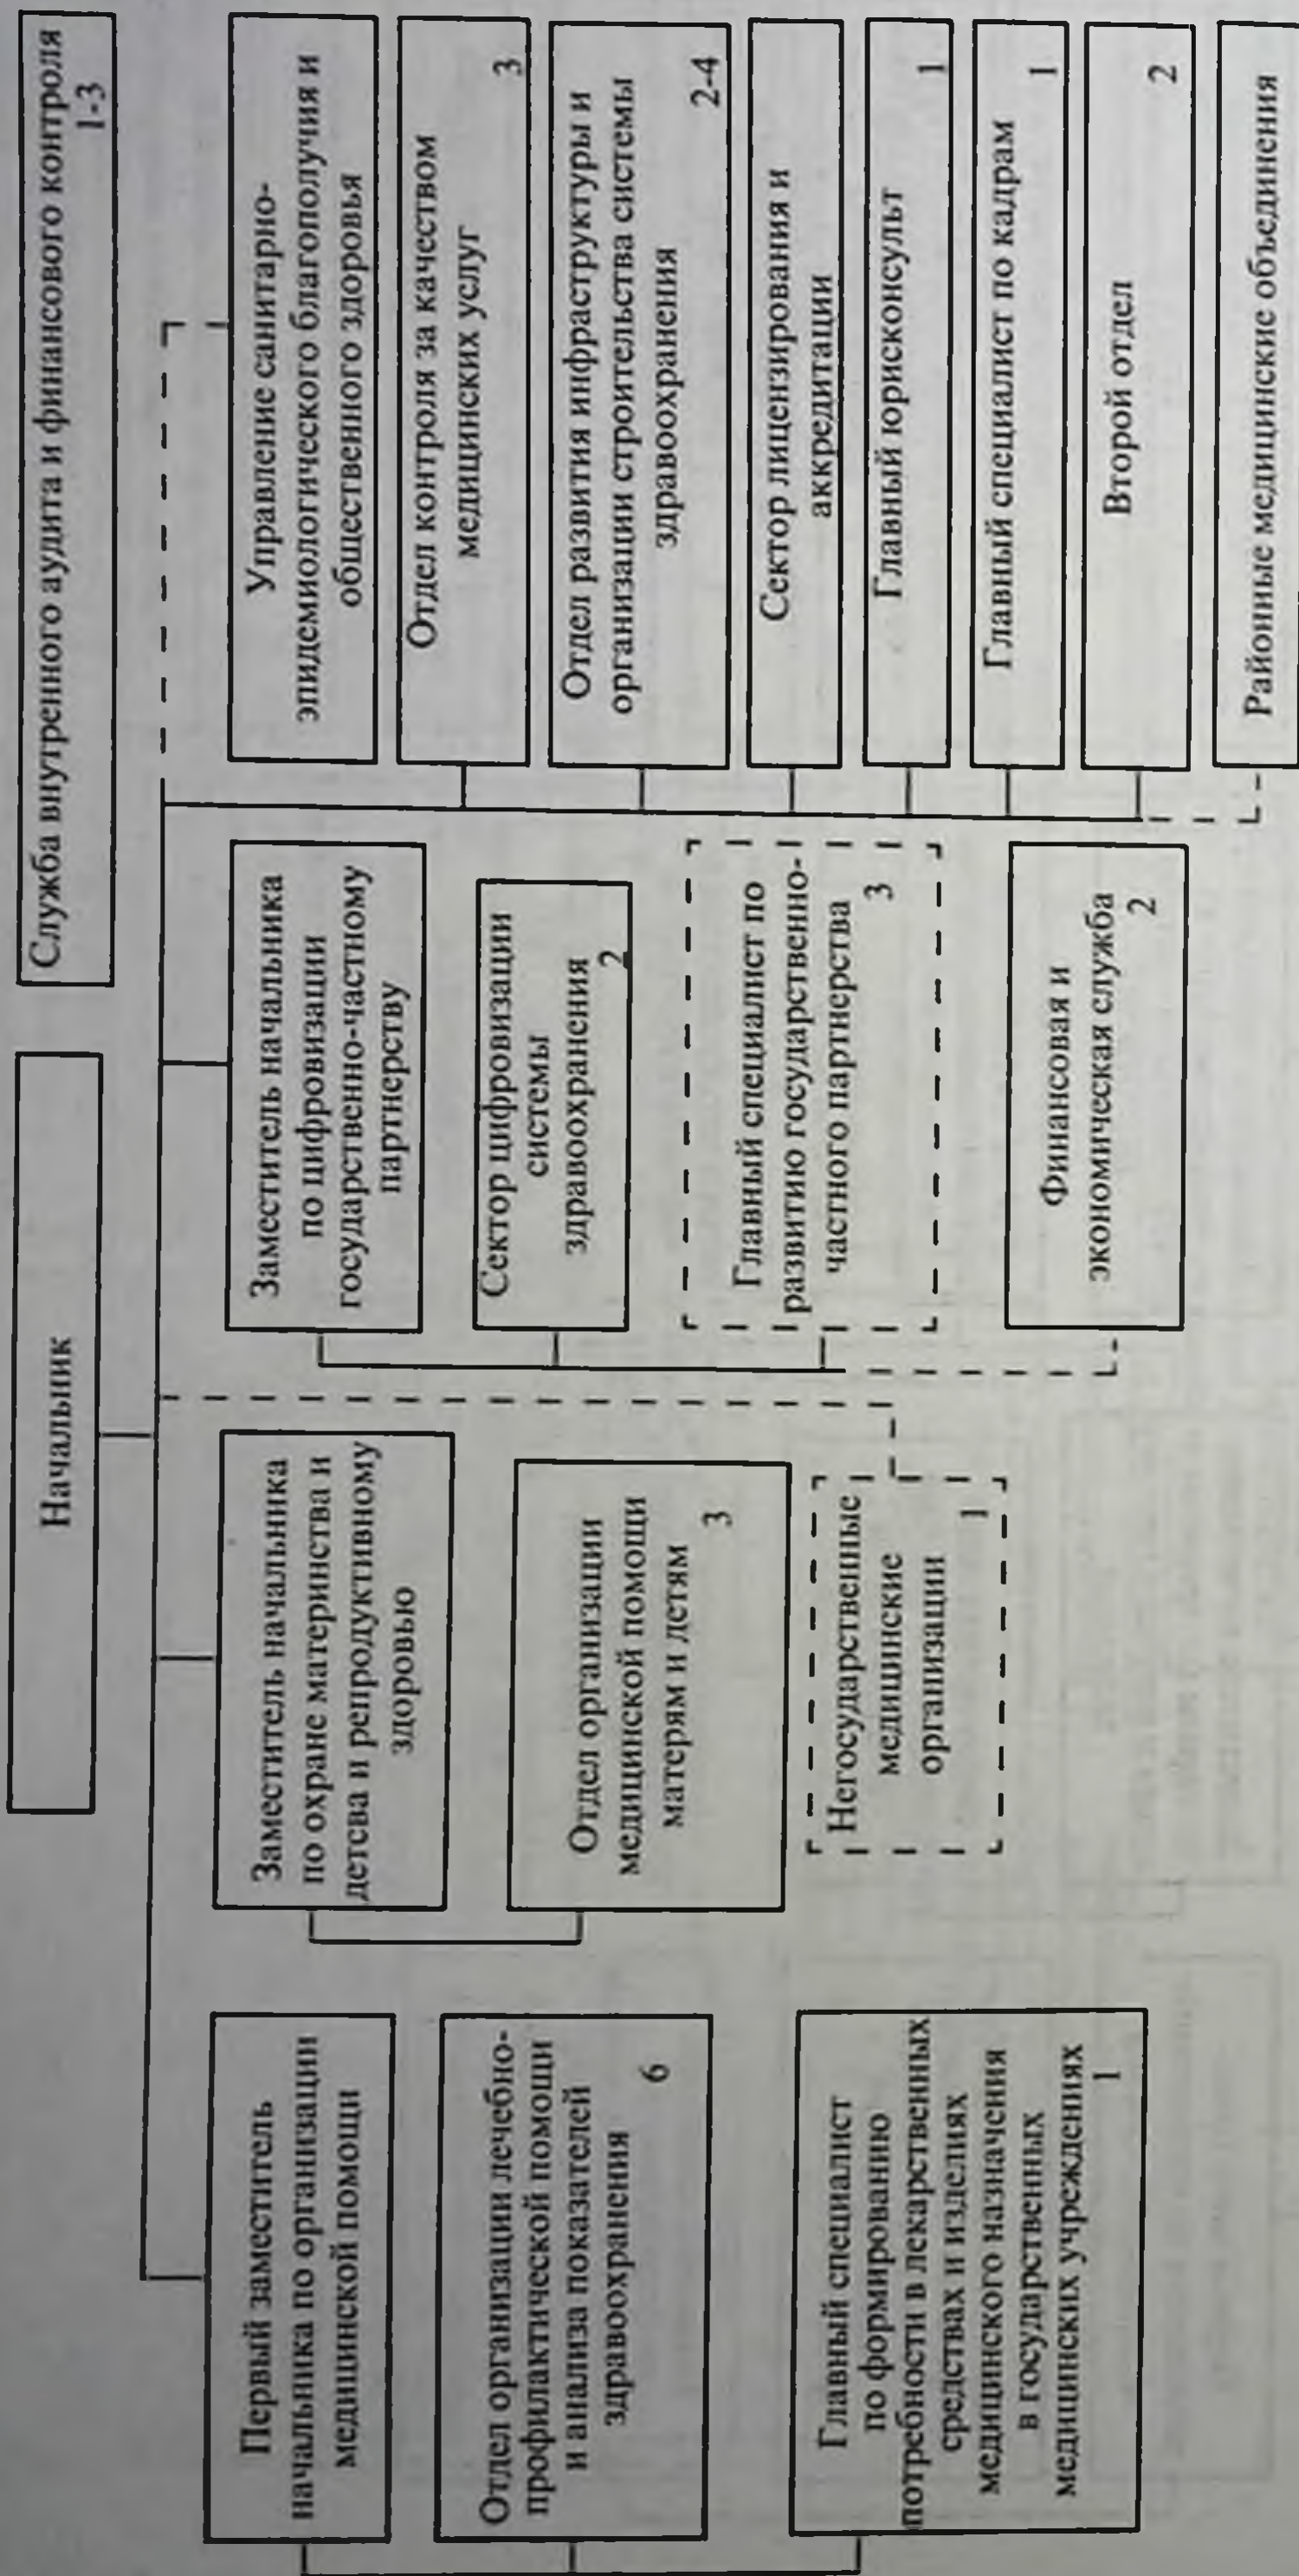 Начальник
Служба внутренного аудита и финансового контроля
1-3
Первый заместитель
начальника по организации
медицинской помощи
Отдел организации лечебно-
профилактической помощи
и анализа показателей
здравоохранения
6
Главный специалист
по формированию
потребности в лекарственных
средствах и изделиях
медицинского назначения
в государственных
медицинских учреждениях
1
Заместитель начальника
по охране материнства и
детсва и репродуктивному
здоровью
Отдел организации
медицинской помощи
матерям и детям
3
Негосударственные
медицинские
организации
1
Заместитель начальника
по цифровизации
государственно-частному
партнерству
Сектор цифровизации
системы
здравоохранения
2
Главный специалист по
развитию государственно-
частного партнерства
3
Финансовая и
экономическая служба
2
Управление санитарно-
эпидемиологического благополучия и
общественного здоровья
Отдел контроля за качеством
медицинских услуг
3
Отдел развития инфраструктуры и
организации строительства системы
здравоохранения
2-4
Сектор лицензирования и
аккредитации
Главный юрисконсульт
1
Главный специалист по кадрам
1
Второй отдел
2
Районные медицинские объединения